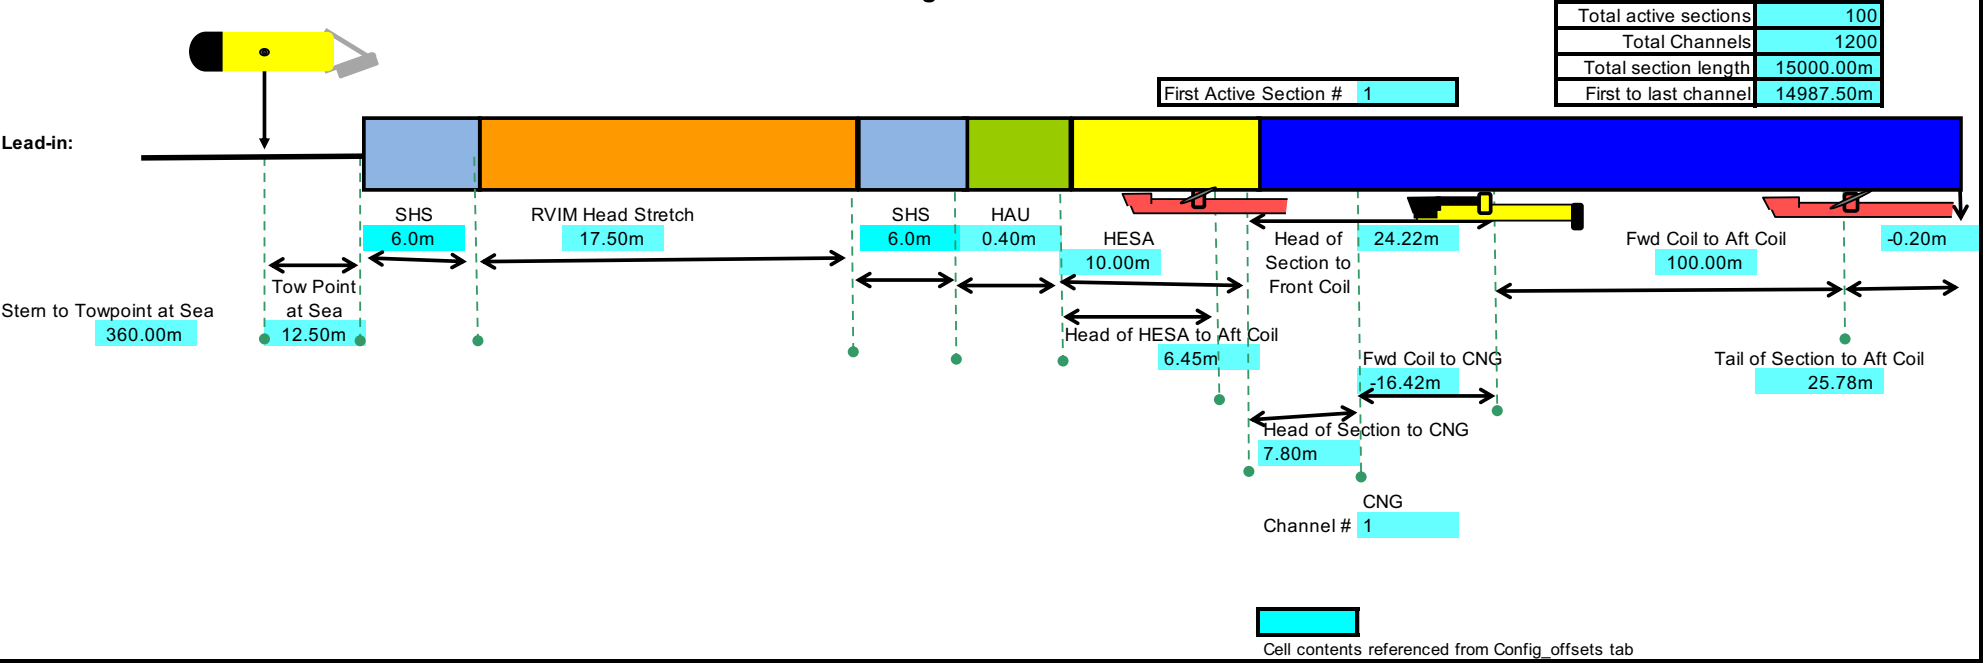 g
Total active sections 100
Total Channels 1200
Total section length 15000.00m
First to last channel 14987.50m
First Active Section # 1
Lead-in:
SHS
6.0m
RVIM Head Stretch
17.50m
SHS
6.0m
HAU
0.40m
HESA
10.00m
Head of
Section to
Front Coil
24.22m
Fwd Coil to Aft Coil
100.00m
-0.20m
Stern to Towpoint at Sea
360.00m
Tow Point
at Sea
12.50m
Head of HESA to Aft Coil
6.45m
Fwd Coil to CNG
-16.42m
Tail of Section to Aft Coil
25.78m
Head of Section to CNG
7.80m
CNG
Channel # 1
Cell contents referenced from Config_offsets tab